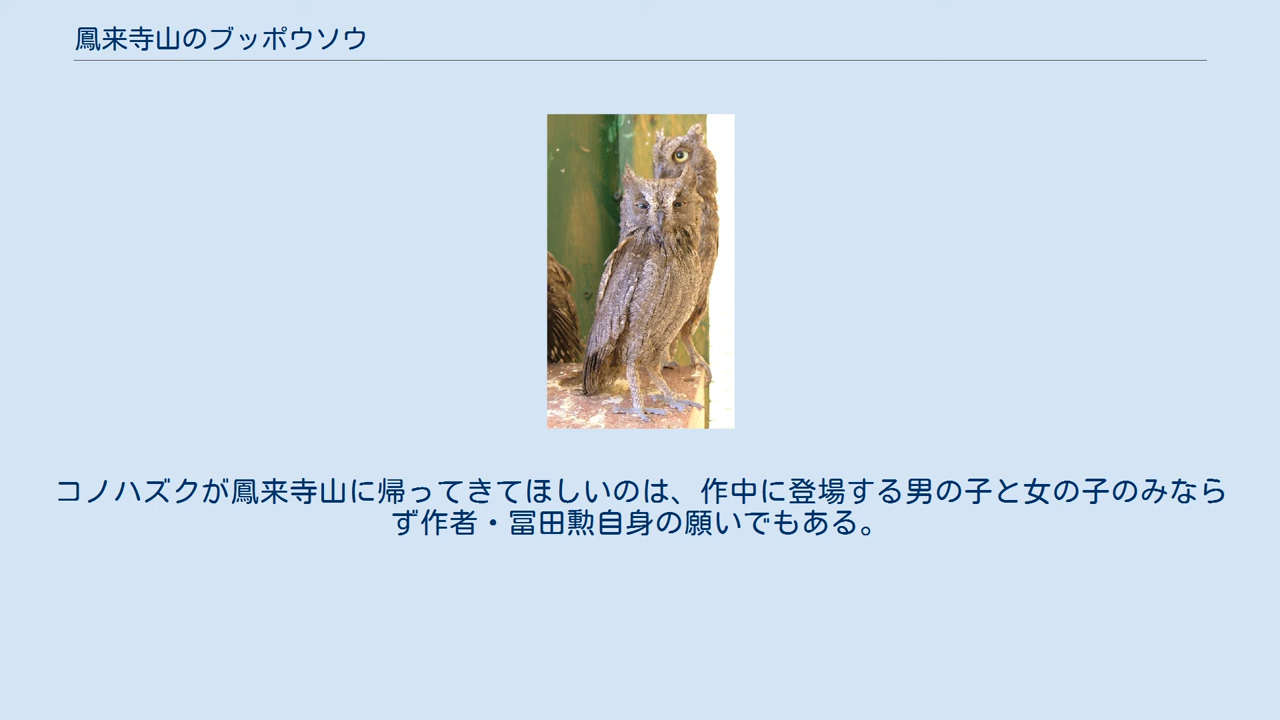 鳳来寺山のブッポウソウ
コノハズクが鳳来寺山に帰ってきてほしいのは、作中に登場する男の子と女の子のみなら
ず作者・冨田勲自身の願いでもある。